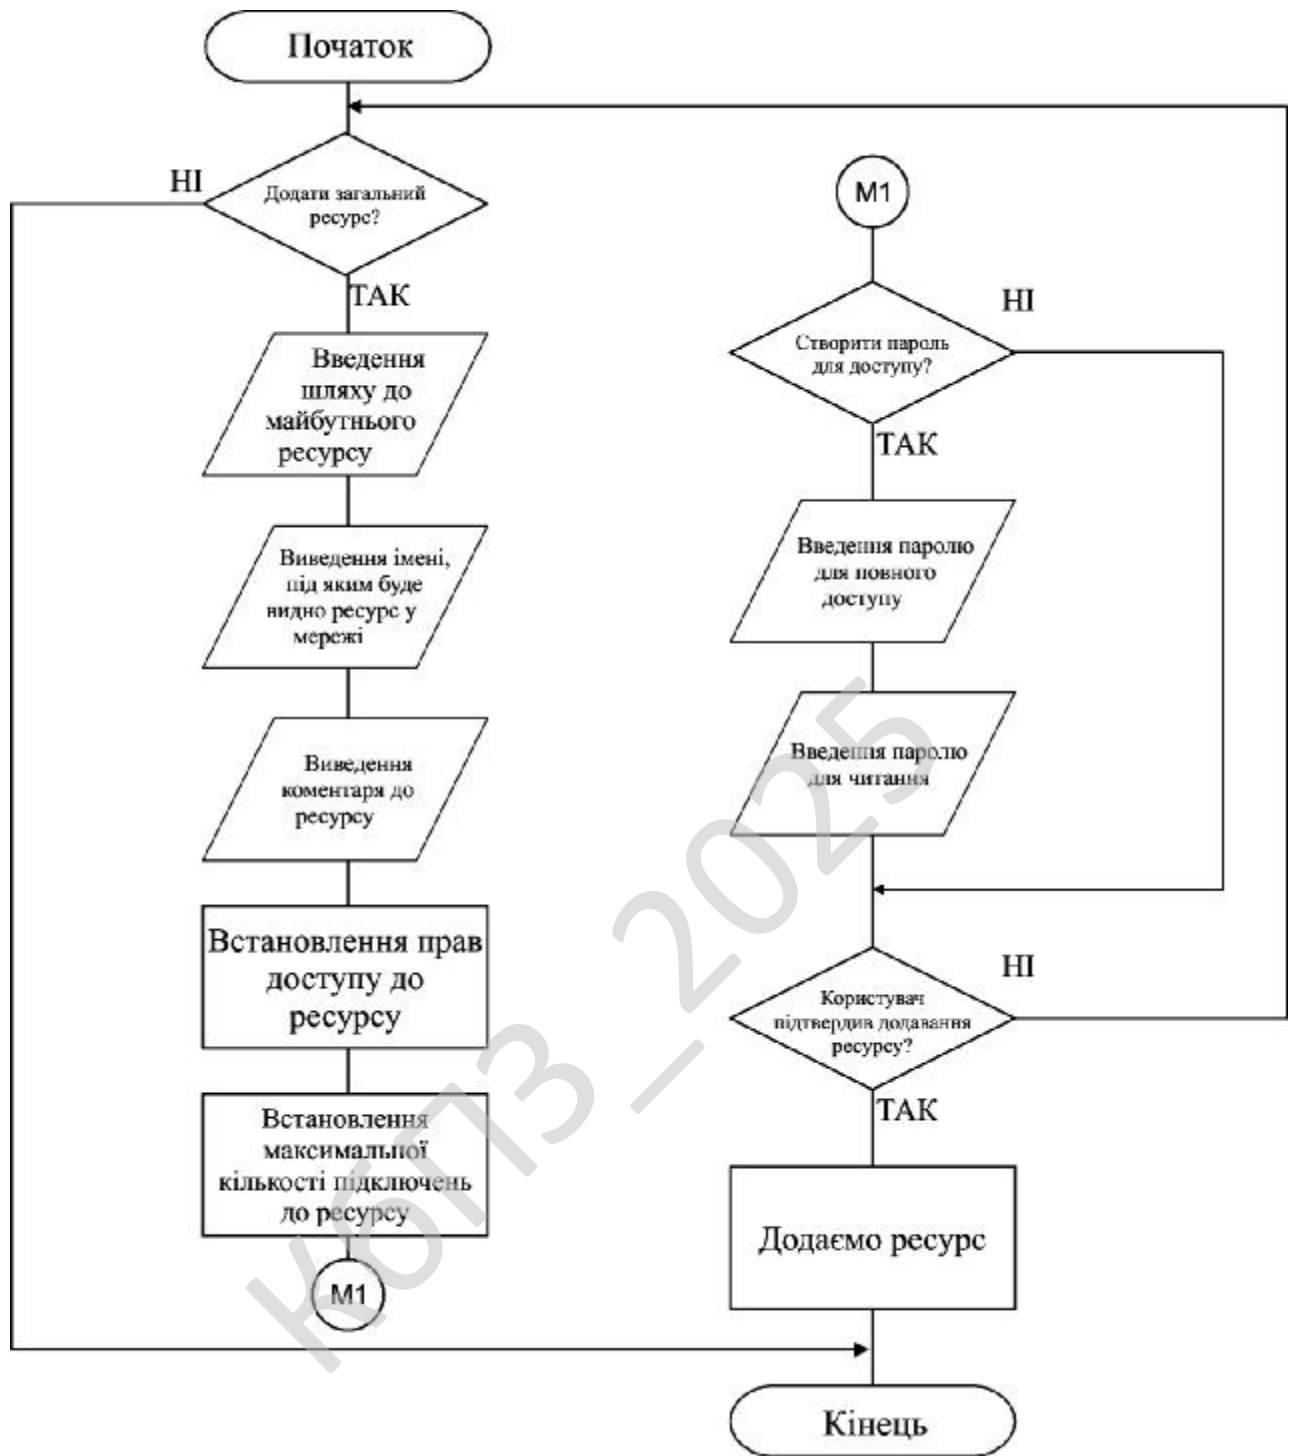 Початок
НІ
Додати загальний
ресурс?
ТАК
Введення
шляху до
майбутнього
ресурсу
Виведення імені,
під яким буде
видно ресурс у
мережі
Виведення
коментаря до
ресурсу
Встановлення прав
доступу до
ресурсу
Встановлення
максимальної
кількості підключень
до ресурсу
М1
М1
НІ
Створити пароль
для доступу?
ТАК
Введення паролю
для повного
доступу
Введення паролю
для читання
НІ
Користувач
підтвердив додавання
ресурсу?
ТАК
Додаємо ресурс
Кінець
КбПЗ_2025